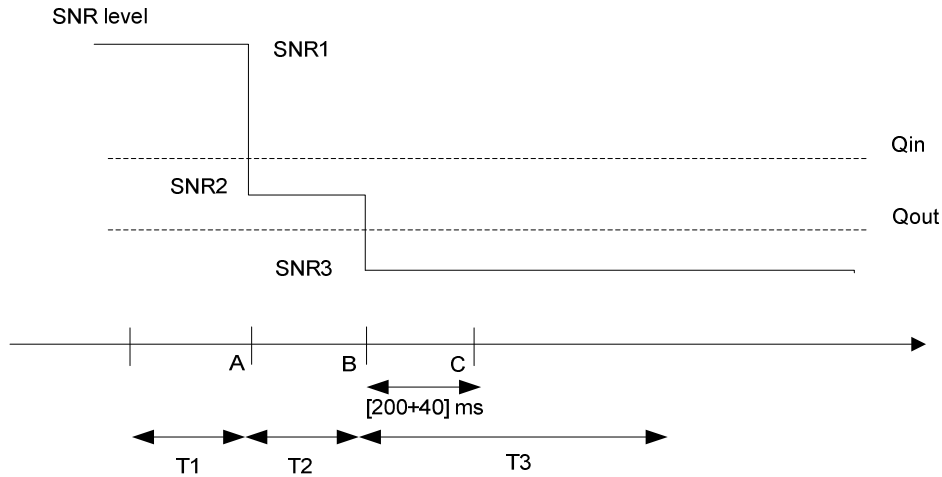 SNR level
SNR1
Qin
SNR2
Qout
SNR3
A
B
C
[200+40] ms
T1
T2
T3